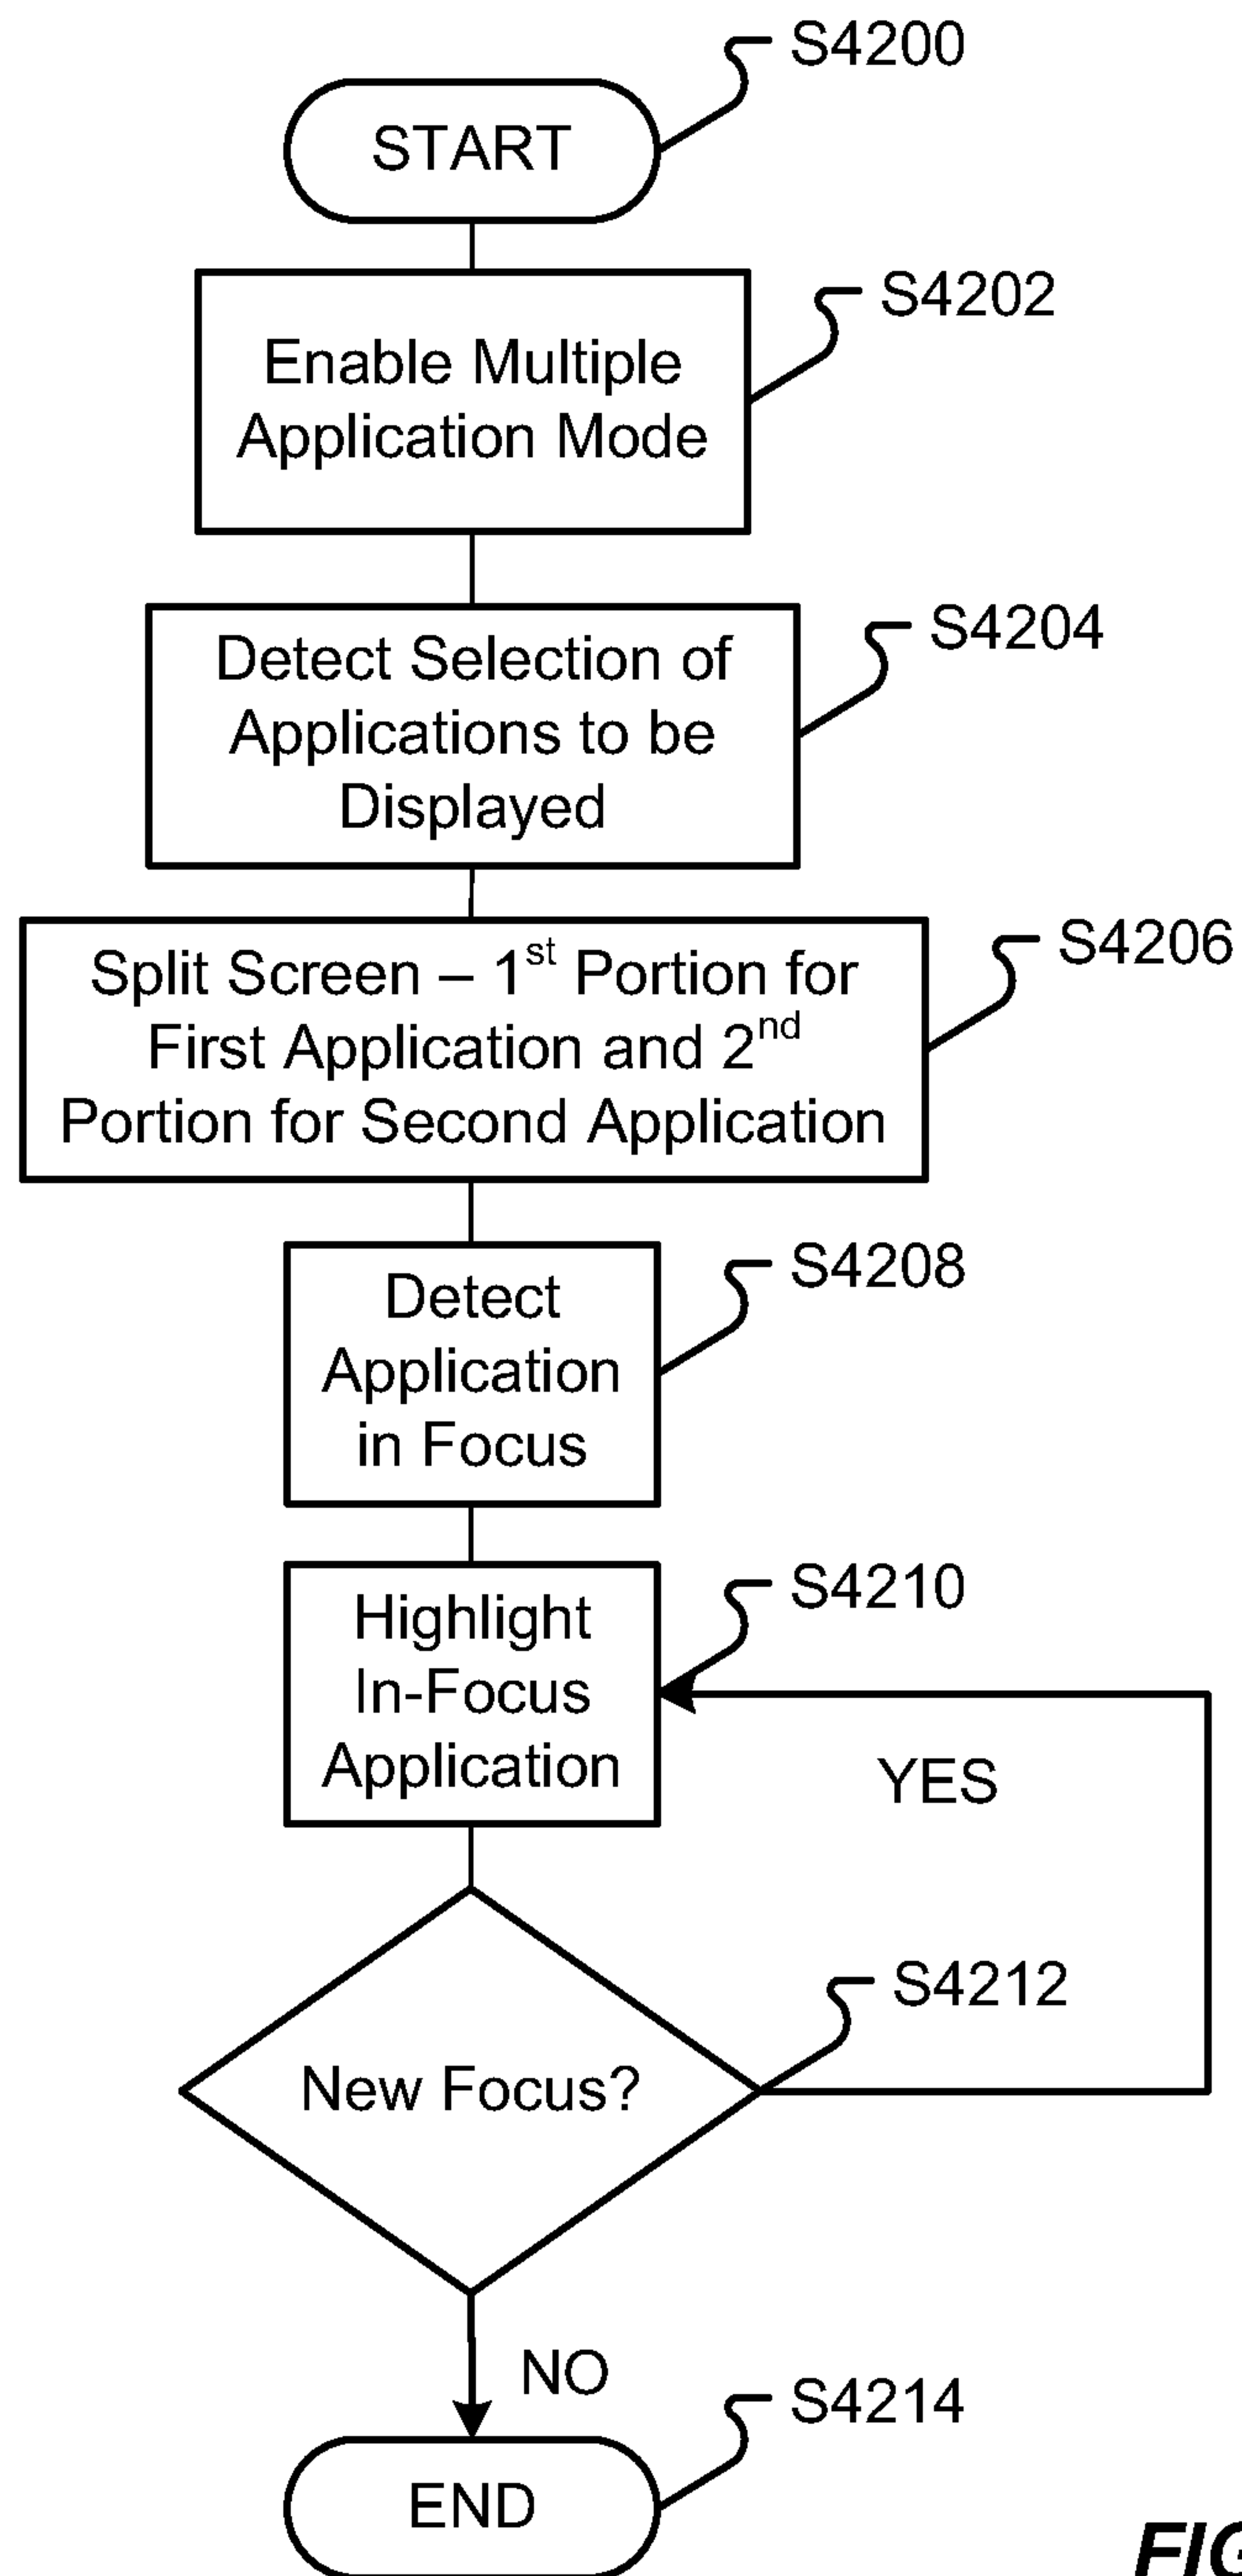 S4200
START
S4202
Enable Multiple
Application Mode
S4204
Detect Selection of
Applications to be
Displayed
S4206
Split Screen – 1st Portion for
First Application and 2nd
Portion for Second Application
S4208
Detect
Application
in Focus
S4210
Highlight
In-Focus
Application
YES
S4212
New Focus?
NO
S4214
END